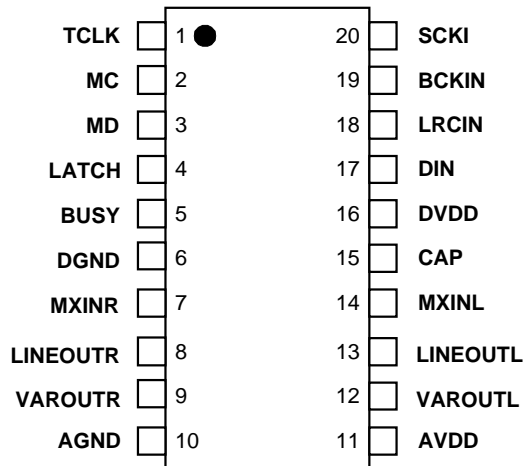 TCLK 1 20 SCKI
MC 2 19 BCKIN
MD 3 18 LRCIN
LATCH 4 17 DIN
BUSY 5 16 DVDD
DGND 6 15 CAP
MXINR 7 14 MXINL
LINEOUTR 8 13 LINEOUTL
VAROUTR 9 12 VAROUTL
AGND 10 11 AVDD